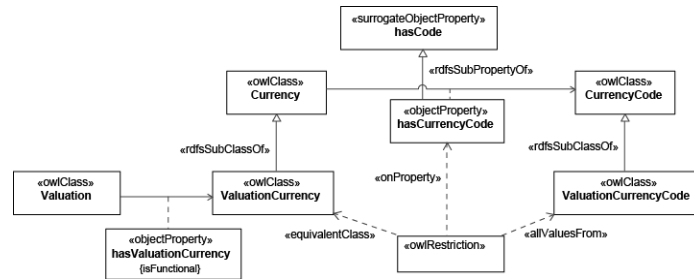 «surrogateObjectProperty»
hasCode
«rdfsSubPropertyOf»
«owlClass»
Currency
«owlClass»
CurrencyCode
«objectProperty»
hasCurrencyCode
«rdfsSubClassOf»
«rdfsSubClassOf»
«onProperty»
«owlClass»
Valuation
«owlClass»
ValuationCurrency
«owlClass»
ValuationCurrencyCode
«objectProperty»
hasValuationCurrency
{isFunctional}
«equivalentClass»
«owlRestriction»
«allValuesFrom»